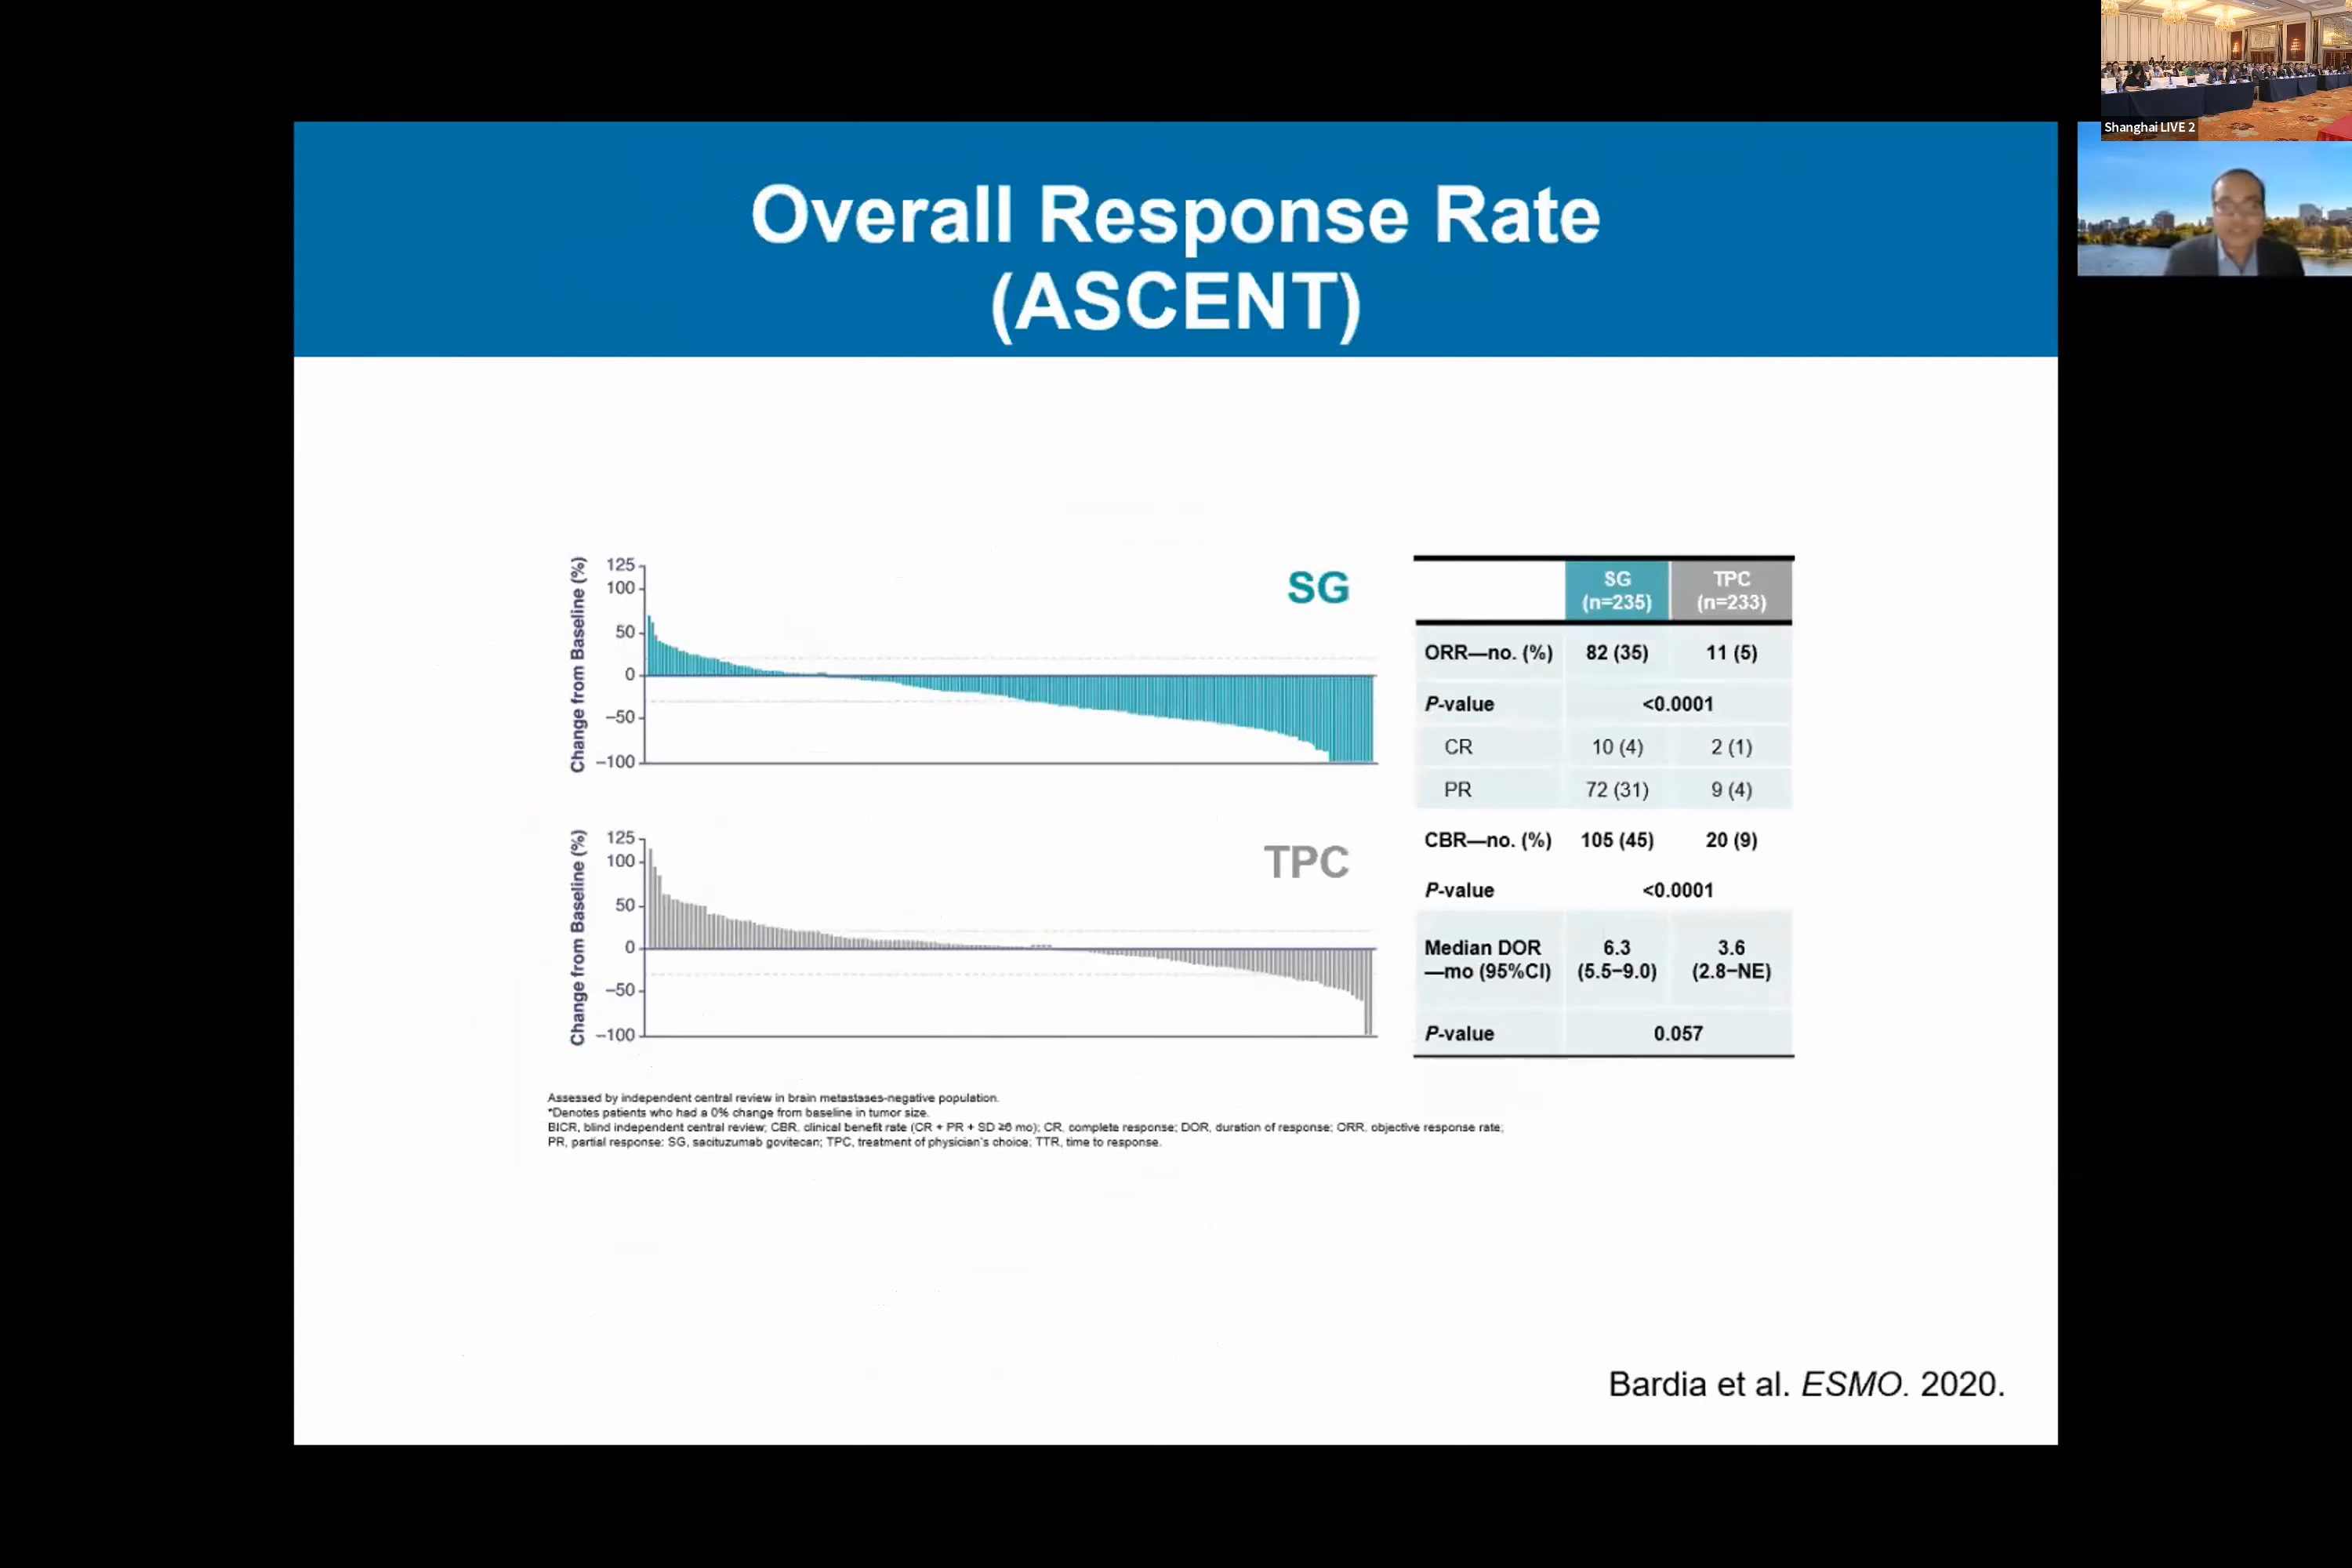 Shanghai LIVE 2
Overall Response Rate
(ASCENT)
Change from Baseline (%)
125
100
50
0
−50
−100
SG
Change from Baseline (%)
125
100
50
0
−50
−100
TPC
SG TPC
(n=235) (n=233)
ORR—no. (%) 82 (35) 11 (5)
P-value <0.0001
CR 10 (4) 2 (1)
PR 72 (31) 9 (4)
CBR—no. (%) 105 (45) 20 (9)
P-value <0.0001
Median DOR 6.3 3.6
—mo (95%CI) (5.5−9.0) (2.8−NE)
P-value 0.057
Assessed by independent central review in brain metastases-negative population.
*Denotes patients who had a 0% change from baseline in tumor size.
BICR, blind independent central review; CBR, clinical benefit rate (CR + PR + SD ≥6 mo); CR, complete response; DOR, duration of response; ORR, objective response rate;
PR, partial response; SG, sacituzumab govitecan; TPC, treatment of physician's choice; TTR, time to response.
Bardia et al. ESMO. 2020.